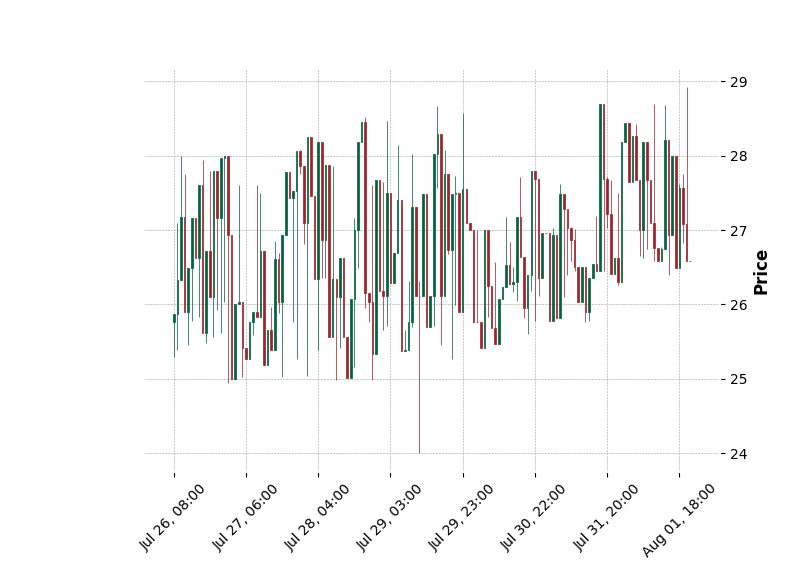 29
28
27
26
25
24
Price
Jul 26, 08:00
Jul 27, 06:00
Jul 28, 04:00
Jul 29, 03:00
Jul 29, 23:00
Jul 30, 22:00
Jul 31, 20:00
Aug 01, 18:00